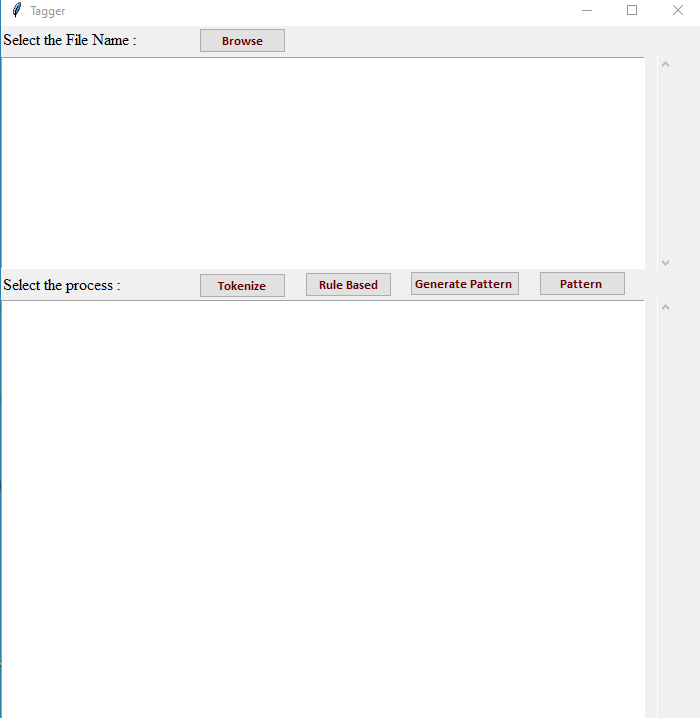 Tagger
Select the File Name : Browse
Select the process : Tokenize Rule Based Generate Pattern Pattern